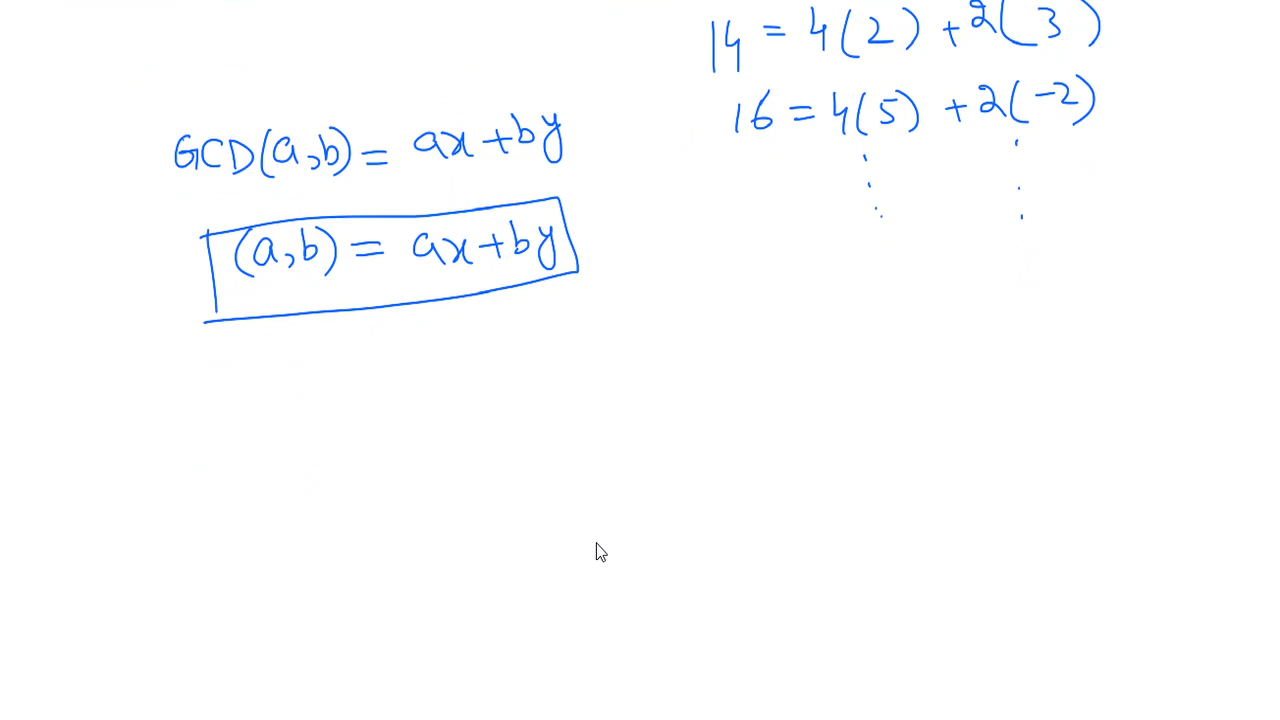 14 = 4(2) + 2(3)
16 = 4(5) + 2(-2)
GCD(a,b) = ax+by
(a,b) = ax+by